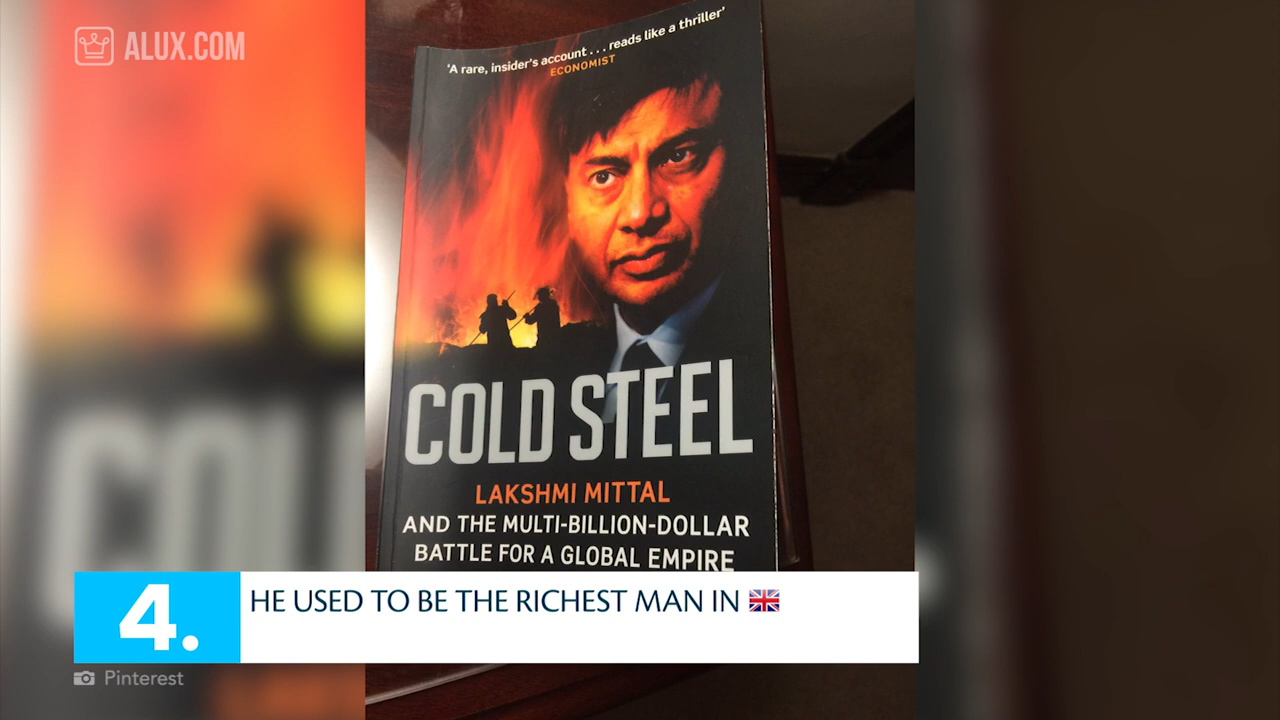 ALUX.COM
'A rare, insider's account . . . reads like a thriller'
ECONOMIST
COLD STEEL
LAKSHMI MITTAL
AND THE MULTI-BILLION-DOLLAR
BATTLE FOR A GLOBAL EMPIRE
4. HE USED TO BE THE RICHEST MAN IN 🇬🇧
Pinterest